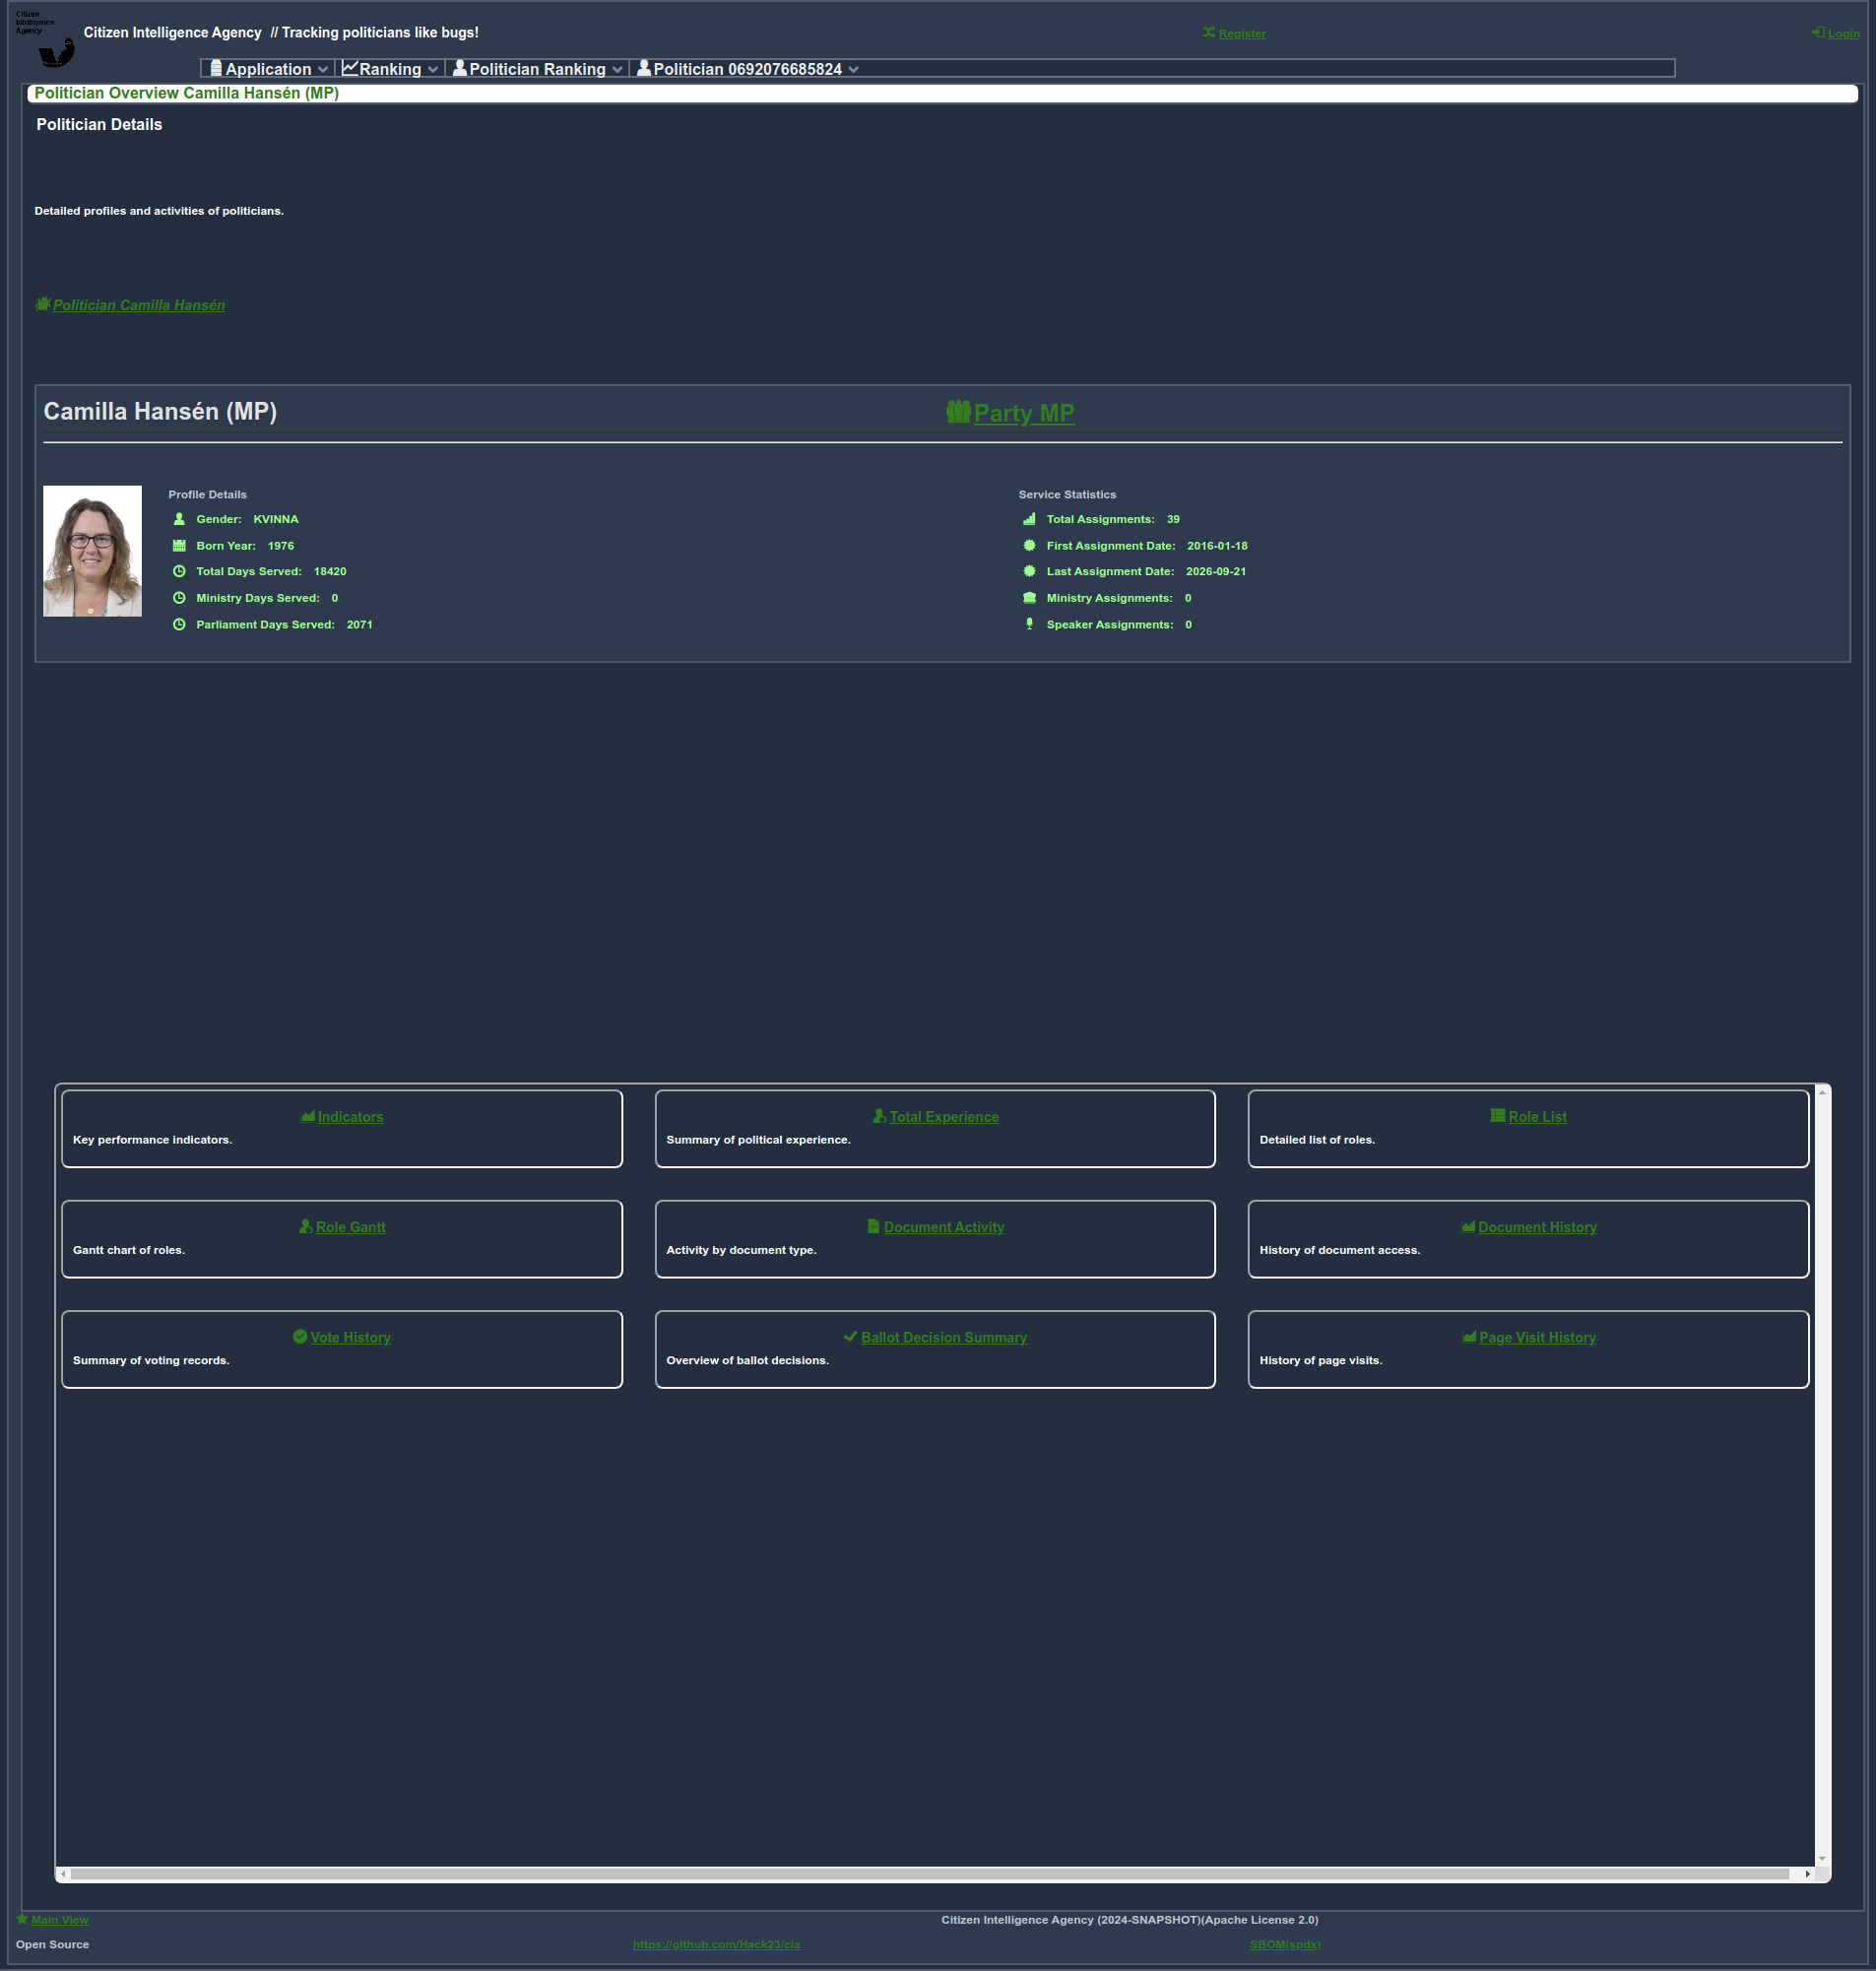 Citizen
Intelligence
Agency
Citizen Intelligence Agency // Tracking politicians like bugs!
Register
Login
Application
Ranking
Politician Ranking
Politician 0692076685824
Politician Overview Camilla Hansén (MP)
Politician Details
Detailed profiles and activities of politicians.
Politician Camilla Hansén
Camilla Hansén (MP)
Party MP
Profile Details
Gender: KVINNA
Born Year: 1976
Total Days Served: 18420
Ministry Days Served: 0
Parliament Days Served: 2071
Service Statistics
Total Assignments: 39
First Assignment Date: 2016-01-18
Last Assignment Date: 2026-09-21
Ministry Assignments: 0
Speaker Assignments: 0
Indicators
Key performance indicators.
Total Experience
Summary of political experience.
Role List
Detailed list of roles.
Role Gantt
Gantt chart of roles.
Document Activity
Activity by document type.
Document History
History of document access.
Vote History
Summary of voting records.
Ballot Decision Summary
Overview of ballot decisions.
Page Visit History
History of page visits.
Main View
Citizen Intelligence Agency (2024-SNAPSHOT)(Apache License 2.0)
Open Source
https://github.com/Hack23/cia
SBOM(spdx)